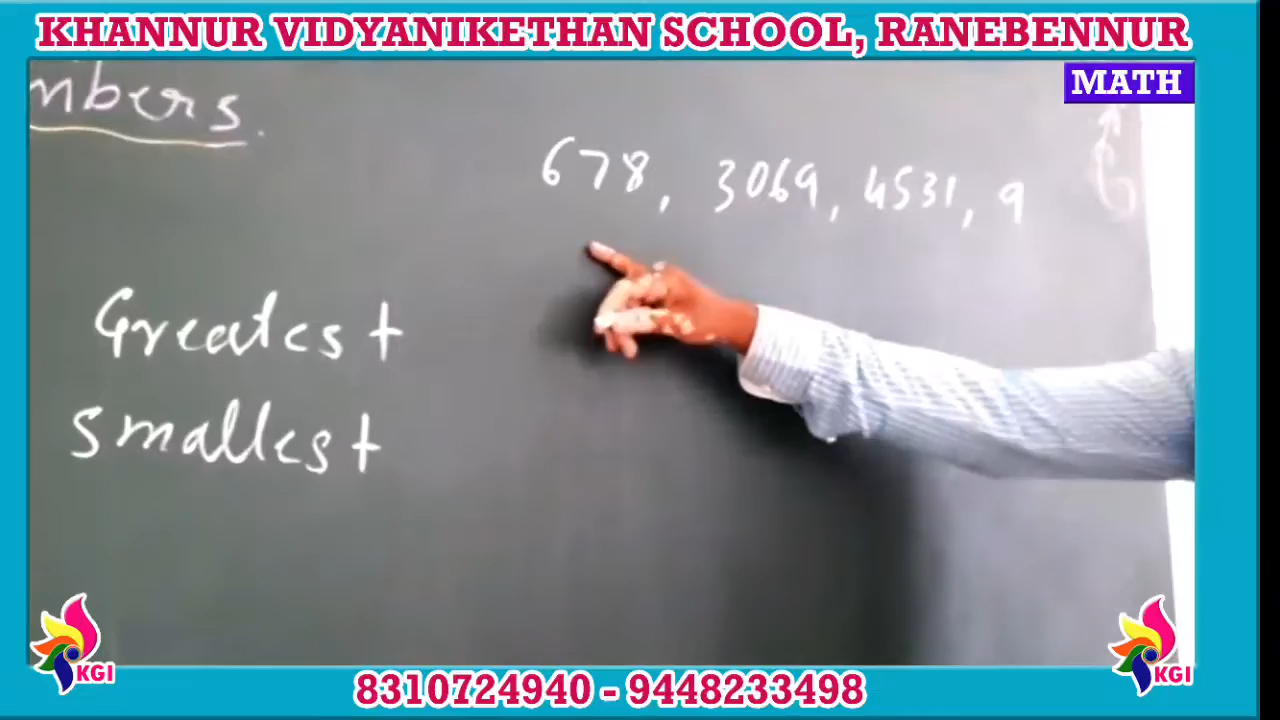 KHANNUR VIDYANIKETHAN SCHOOL, RANEBENNUR
MATH
mbers.
678, 3069, 4531, 9
Greatest
Smallest
KGI
KGI
8310724940 - 9448233498